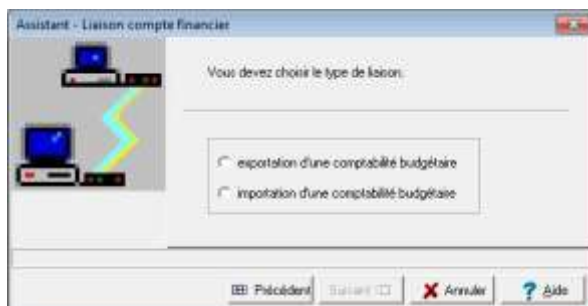 Assistant - Liaison compte financier
Vous devez choisir le type de liaison.
exportation d'une comptabilité budgétaire
importation d'une comptabilité budgétaire
Précédent Suivant Annuler Aide